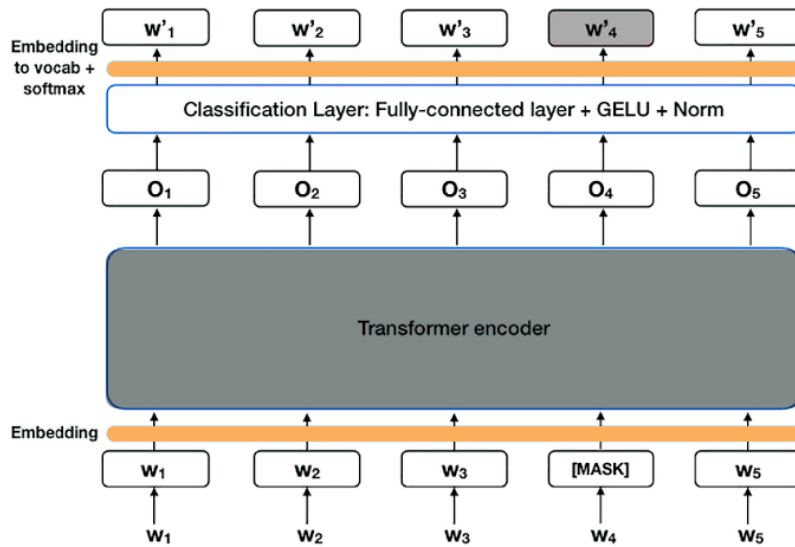 w'₁ w'₂ w'₃ w'₄ w'₅
Embedding
to vocab +
softmax
Classification Layer: Fully-connected layer + GELU + Norm
O₁ O₂ O₃ O₄ O₅
Transformer encoder
Embedding
w₁ w₂ w₃ [MASK] w₅
w₁ w₂ w₃ w₄ w₅